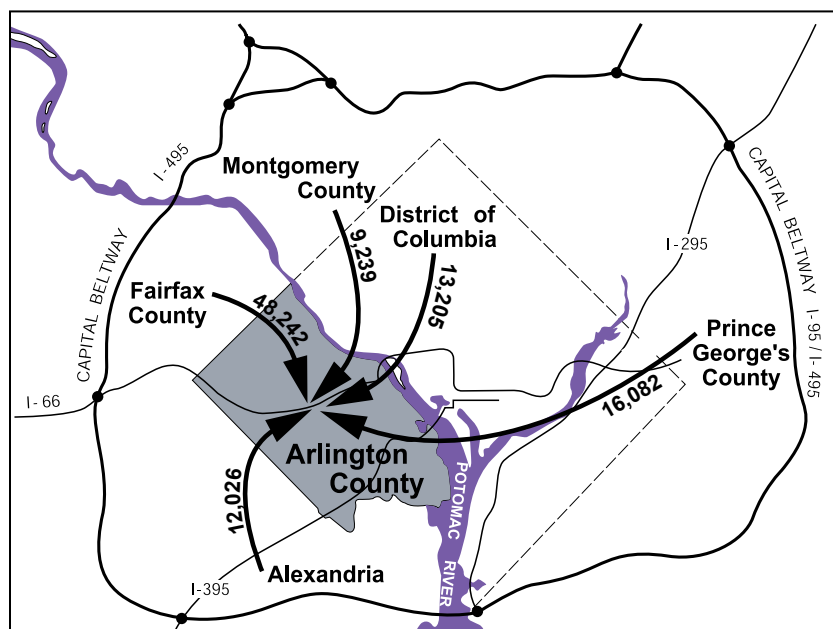 I-495
CAPITAL BELTWAY
Montgomery
County
9,239
District of
Columbia
13,205
I-295
CAPITAL BELTWAY
I-95 / I-495
Fairfax
County
48,242
Prince
George's
County
16,082
I-66
Arlington
County
12,026
Alexandria
I-395
POTOMAC
RIVER